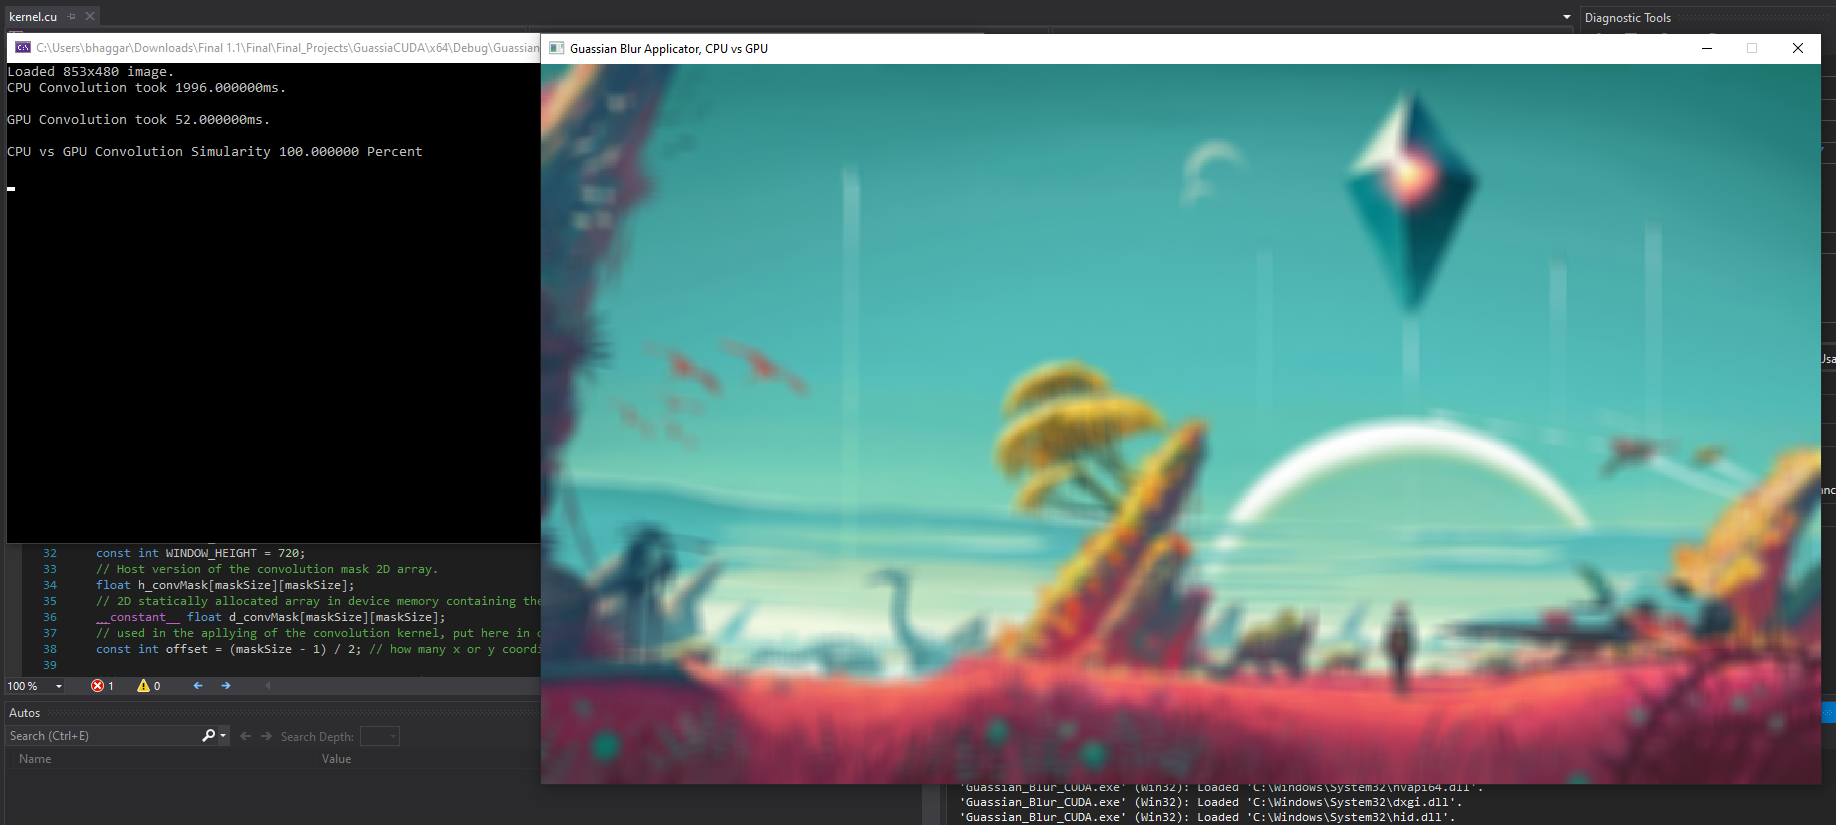 kernel.cu
Diagnostic Tools
C:\Users\bhaggar\Downloads\Final 1.1\Final\Final_Projects\GuassiaCUDA\x64\Debug\Guassian
Guassian Blur Applicator, CPU vs GPU
Loaded 853x480 image.
CPU Convolution took 1996.000000ms.
GPU Convolution took 52.000000ms.
CPU vs GPU Convolution Simularity 100.000000 Percent
32 const int WINDOW_HEIGHT = 720;
33 // Host version of the convolution mask 2D array.
34 float h_convMask[maskSize][maskSize];
35 // 2D statically allocated array in device memory containing the
36 __constant__ float d_convMask[maskSize][maskSize];
37 // used in the apllying of the convolution kernel, put here in
38 const int offset = (maskSize - 1) / 2; // how many x or y coordi
39
100 % 1 0
Autos
Search (Ctrl+E) Search Depth:
Name Value
'Guassian_Blur_CUDA.exe' (Win32): Loaded 'C:\Windows\System32\nvapi64.dll'.
'Guassian_Blur_CUDA.exe' (Win32): Loaded 'C:\Windows\System32\dxgi.dll'.
'Guassian_Blur_CUDA.exe' (Win32): Loaded 'C:\Windows\System32\hid.dll'.